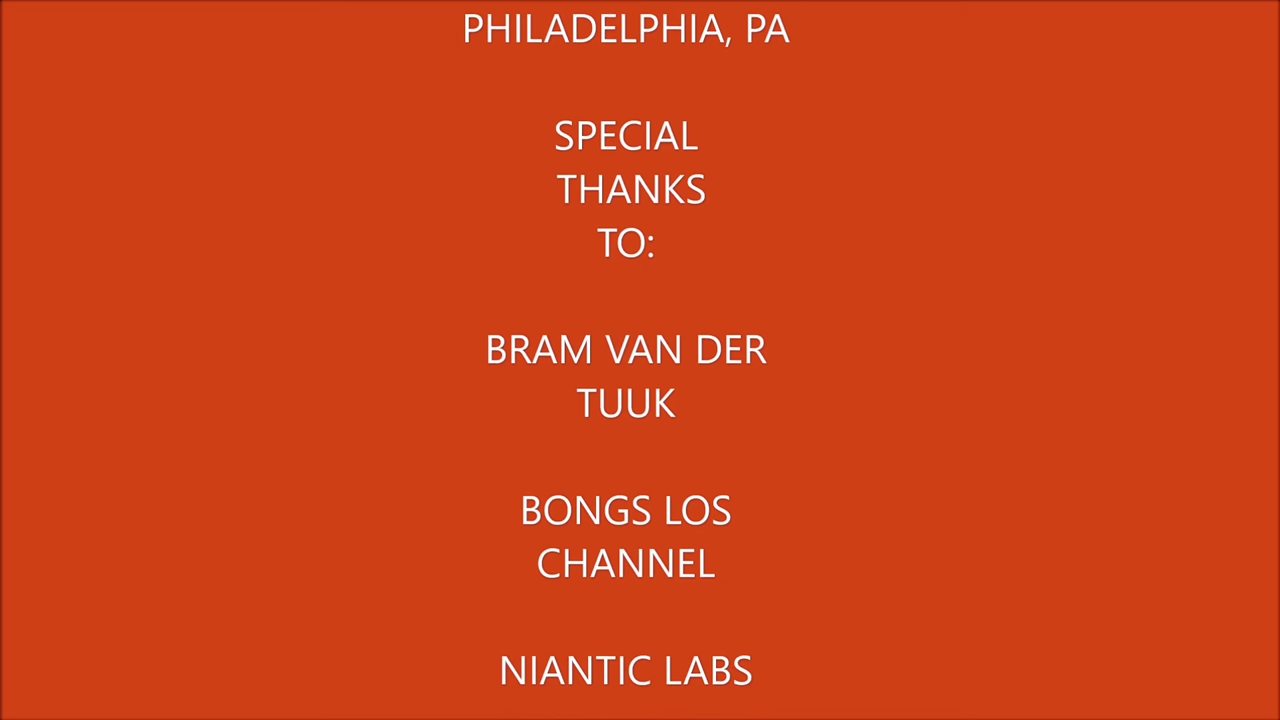 PHILADELPHIA, PA
SPECIAL
THANKS
TO:
BRAM VAN DER
TUUK
BONGS LOS
CHANNEL
NIANTIC LABS